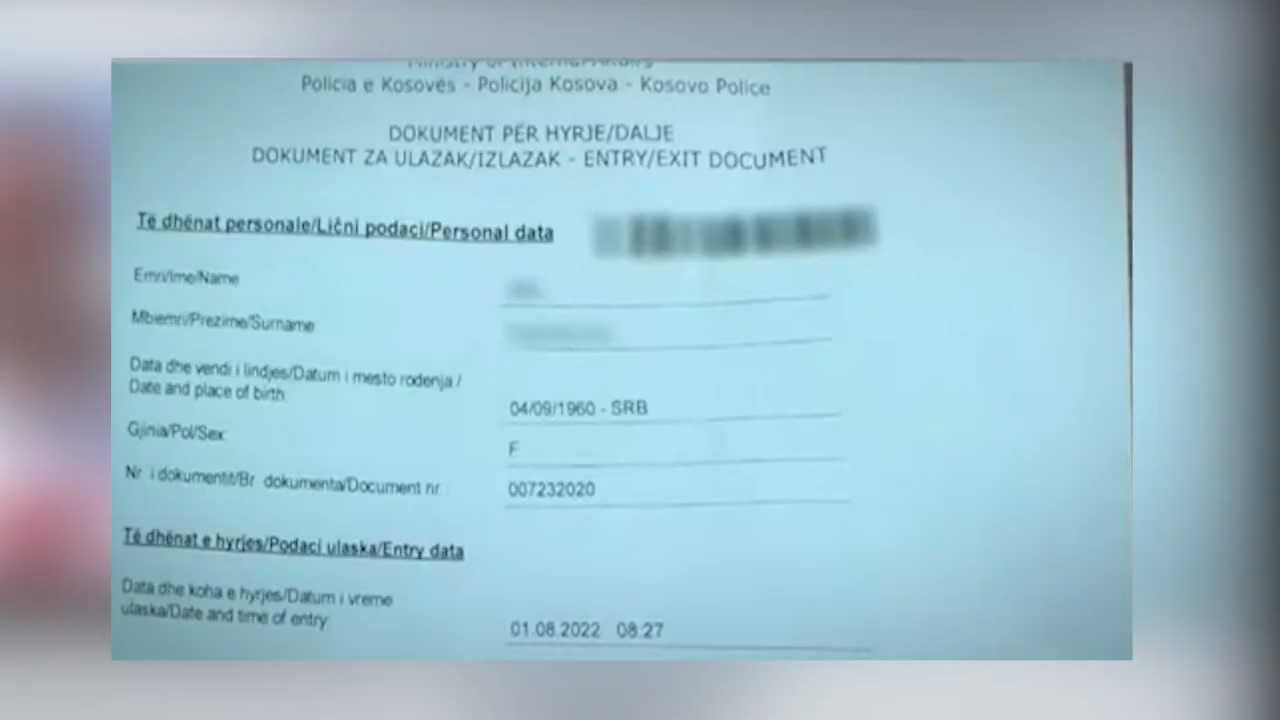 Ministry of Internal Affairs
Policia e Kosovës - Policija Kosova - Kosovo Police
DOKUMENT PËR HYRJE/DALJE
DOKUMENT ZA ULAZAK/IZLAZAK - ENTRY/EXIT DOCUMENT
Të dhënat personale/Lični podaci/Personal data
Emri/Ime/Name
Mbiemri/Prezime/Surname
Data dhe vendi i lindjes/Datum i mesto rođenja /
Date and place of birth
04/09/1960 - SRB
Gjinia/Pol/Sex
F
Nr. i dokumentit/Br. dokumenta/Document nr.
007232020
Të dhënat e hyrjes/Podaci ulaska/Entry data
Data dhe koha e hyrjes/Datum i vreme
ulaska/Date and time of entry
01.08.2022 08:27